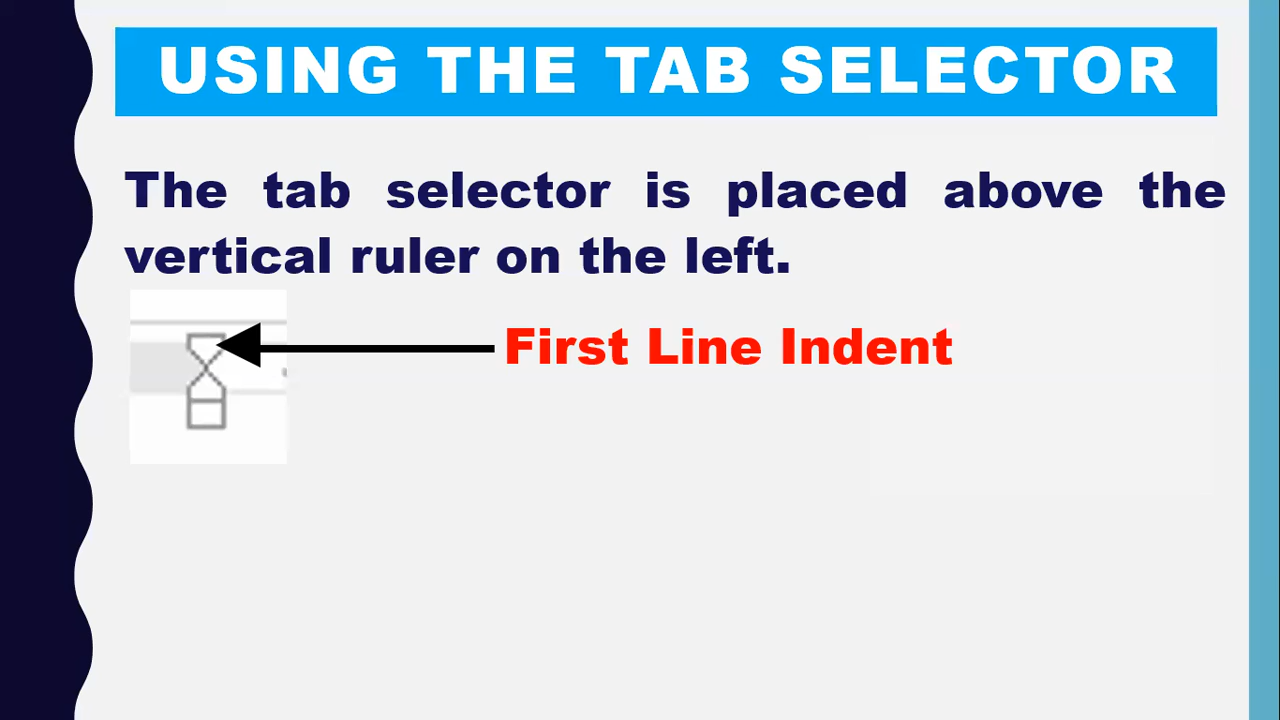 USING THE TAB SELECTOR
The tab selector is placed above the
vertical ruler on the left.
First Line Indent